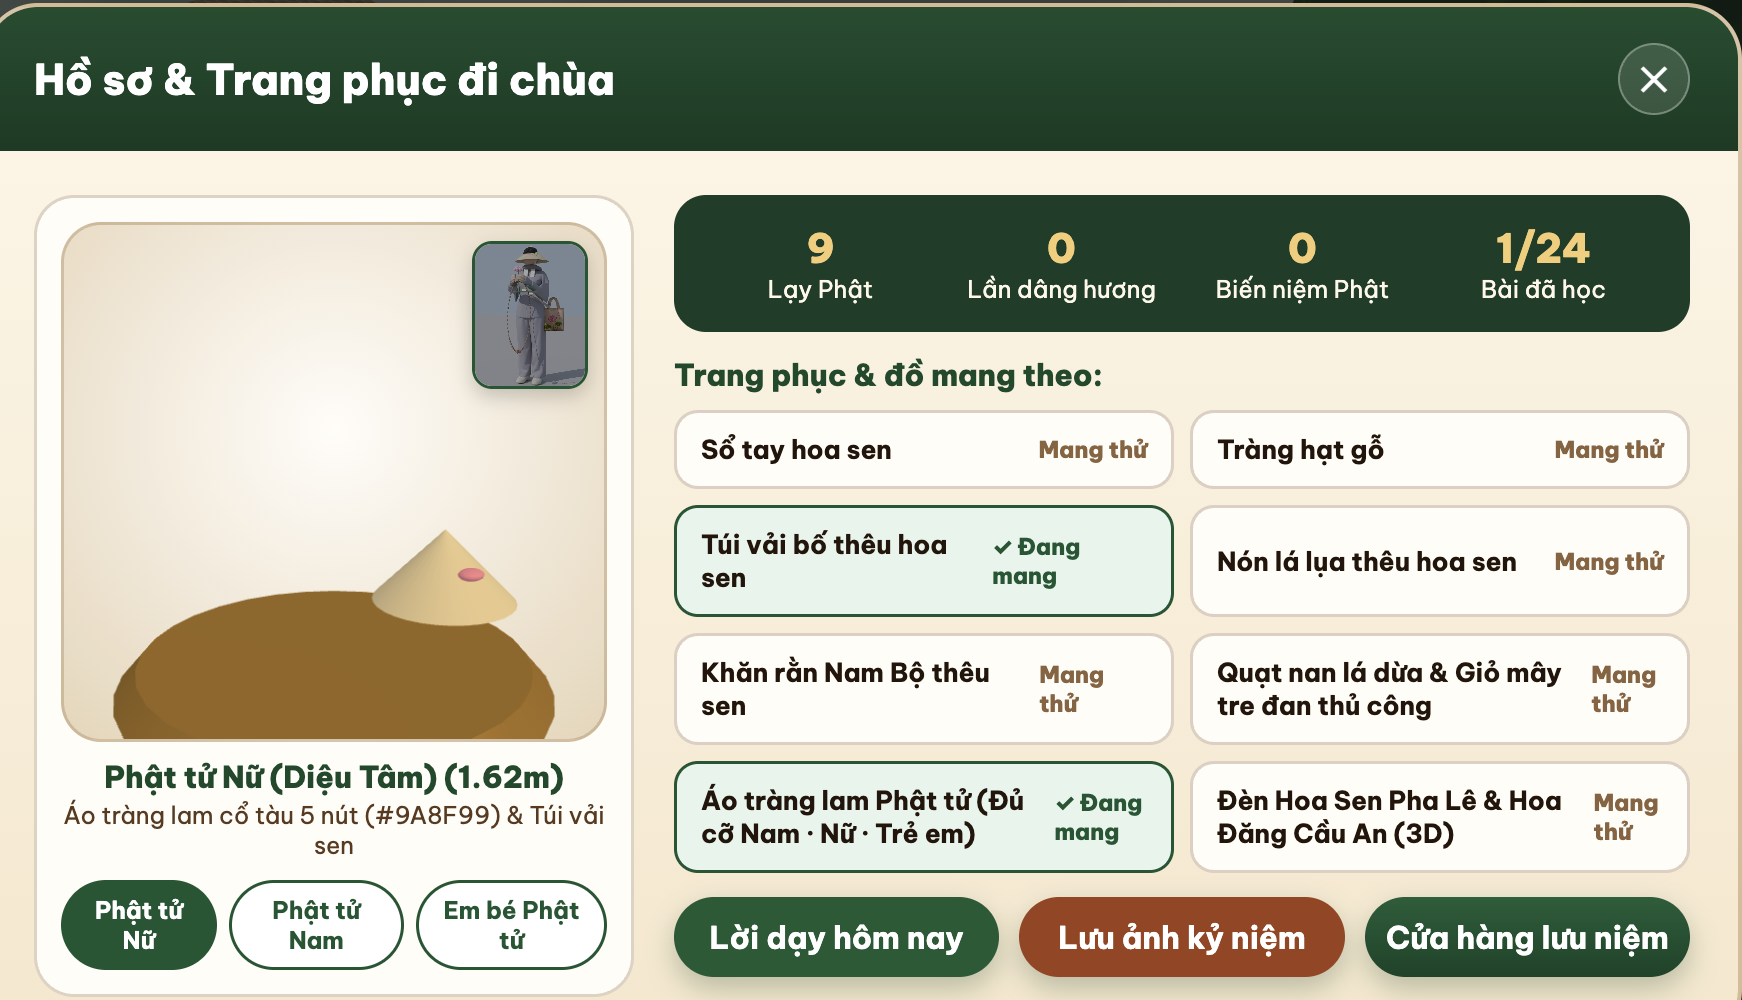 Hồ sơ & Trang phục đi chùa
Phật tử Nữ (Diệu Tâm) (1.62m)
Áo tràng lam cổ tàu 5 nút (#9A8F99) & Túi vải
sen
Phật tử
Nữ
Phật tử
Nam
Em bé Phật
tử
9
Lạy Phật
0
Lần dâng hương
0
Biến niệm Phật
1/24
Bài đã học
Trang phục & đồ mang theo:
Sổ tay hoa sen
Mang thử
Tràng hạt gỗ
Mang thử
Túi vải bố thêu hoa
sen
✓ Đang
mang
Nón lá lụa thêu hoa sen
Mang thử
Khăn rằn Nam Bộ thêu
sen
Mang
thử
Quạt nan lá dừa & Giỏ mây
tre đan thủ công
Mang
thử
Áo tràng lam Phật tử (Đủ
cỡ Nam · Nữ · Trẻ em)
✓ Đang
mang
Đèn Hoa Sen Pha Lê & Hoa
Đăng Cầu An (3D)
Mang
thử
Lời dạy hôm nay
Lưu ảnh kỷ niệm
Cửa hàng lưu niệm